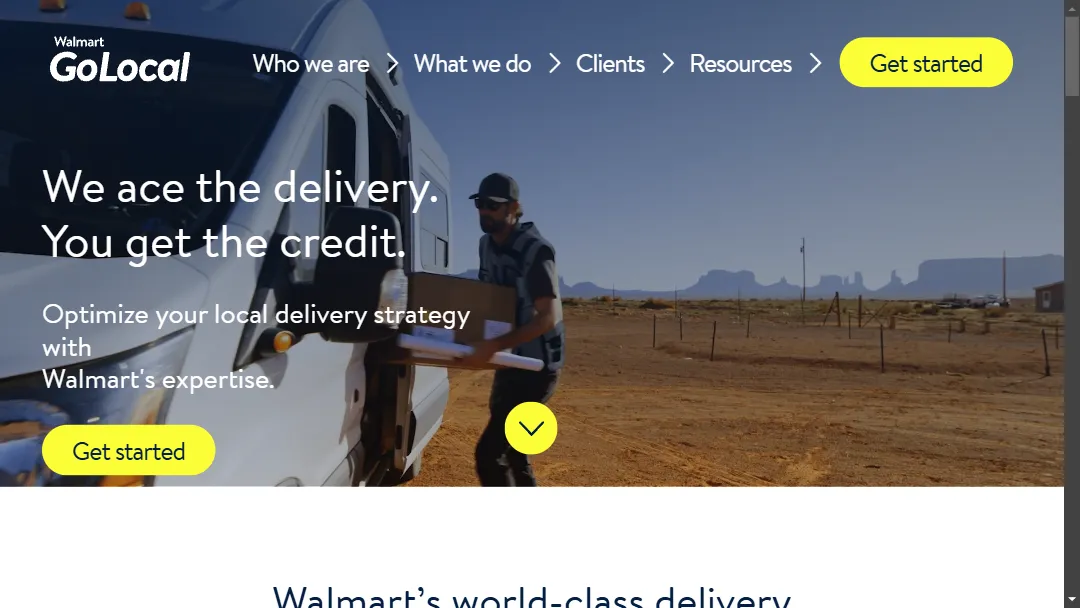 Walmart
GoLocal
Who we are
What we do
Clients
Resources
Get started
We ace the delivery.
You get the credit.
Optimize your local delivery strategy
with
Walmart's expertise.
Get started
Walmart’s world-class delivery